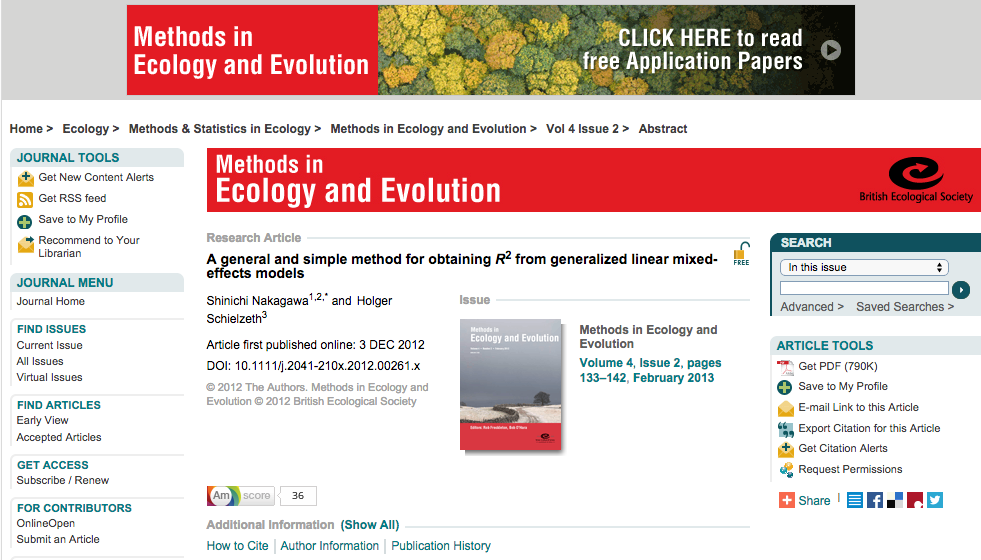 Methods in
Ecology and Evolution
CLICK HERE to read
free Application Papers
Home > Ecology > Methods & Statistics in Ecology > Methods in Ecology and Evolution > Vol 4 Issue 2 > Abstract
JOURNAL TOOLS
Get New Content Alerts
Get RSS feed
Save to My Profile
Recommend to Your
Librarian
JOURNAL MENU
Journal Home
FIND ISSUES
Current Issue
All Issues
Virtual Issues
FIND ARTICLES
Early View
Accepted Articles
GET ACCESS
Subscribe / Renew
FOR CONTRIBUTORS
OnlineOpen
Submit an Article
Methods in
Ecology and Evolution
British Ecological Society
Research Article
A general and simple method for obtaining R² from generalized linear mixed-
effects models
FREE
Shinichi Nakagawa1,2,* and Holger
Schielzeth3
Article first published online: 3 DEC 2012
DOI: 10.1111/j.2041-210x.2012.00261.x
© 2012 The Authors. Methods in Ecology and
Evolution © 2012 British Ecological Society
Issue
Methods in
Ecology and Evolution
Methods in Ecology and
Evolution
Volume 4, Issue 2, pages
133–142, February 2013
Am score 36
Additional Information (Show All)
How to Cite | Author Information | Publication History
SEARCH
In this issue
Advanced > Saved Searches >
ARTICLE TOOLS
Get PDF (790K)
Save to My Profile
E-mail Link to this Article
Export Citation for this Article
Get Citation Alerts
Request Permissions
Share |